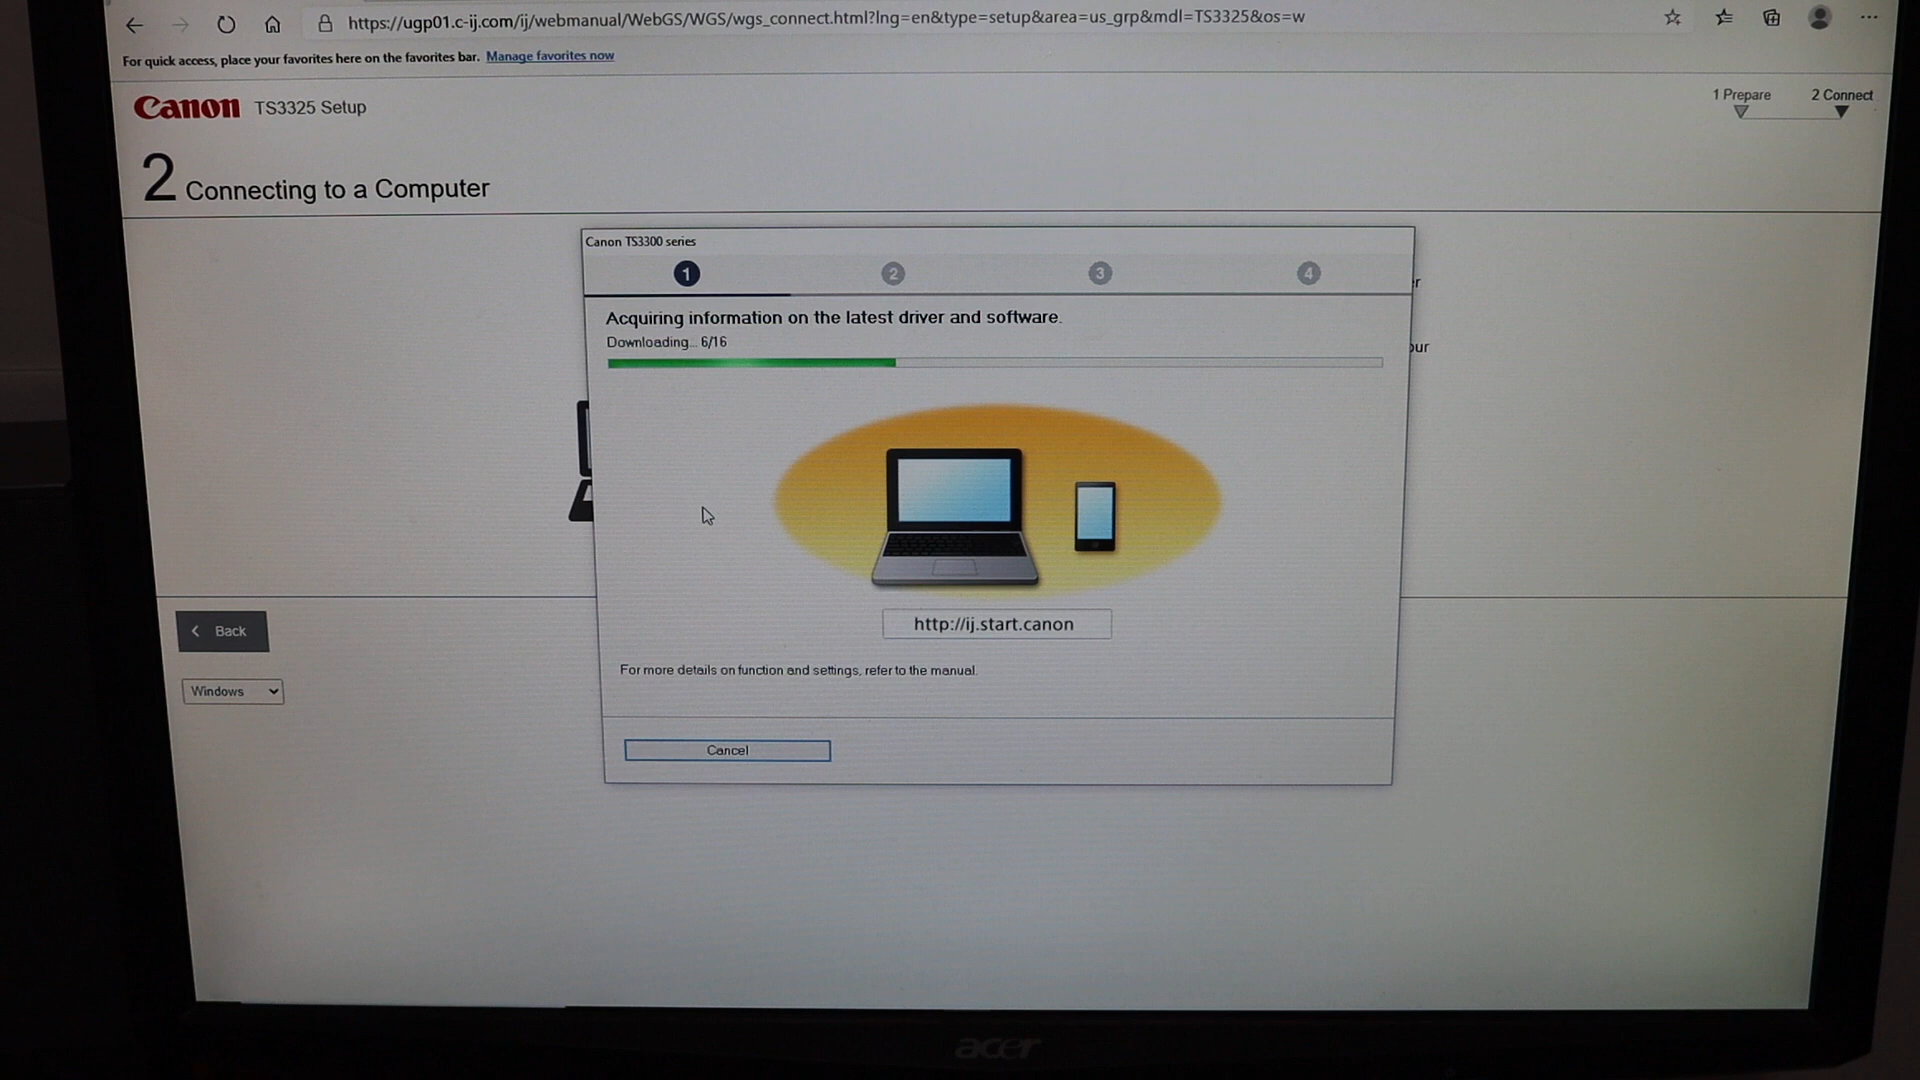 https://ugp01.c-ij.com/ij/webmanual/WebGS/WGS/wgs_connect.html?lng=en&type=setup&area=us_grp&mdl=TS3325&os=w
For quick access, place your favorites here on the favorites bar. Manage favorites now
Canon TS3325 Setup
1 Prepare 2 Connect
2 Connecting to a Computer
Canon TS3300 series
1 2 3 4
Acquiring information on the latest driver and software.
Downloading... 6/16
http://ij.start.canon
For more details on function and settings, refer to the manual.
Back
Windows
Cancel
acer